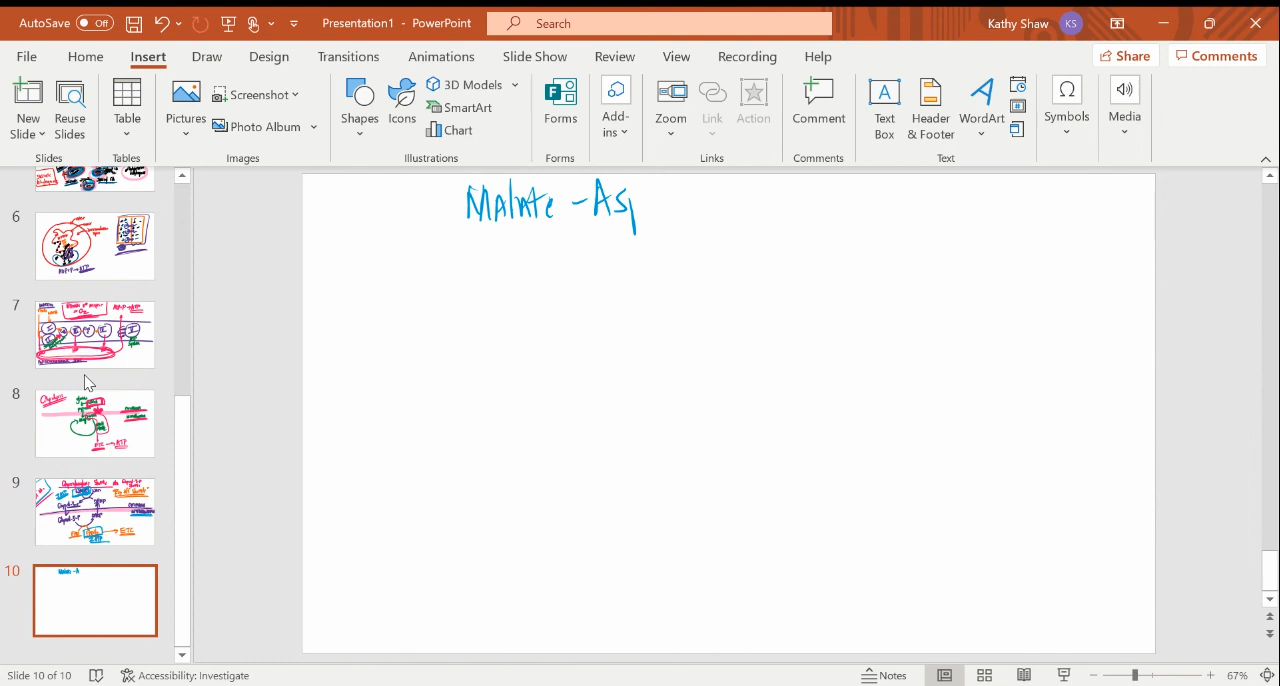 AutoSave Off Presentation1 - PowerPoint Search Kathy Shaw KS
File Home Insert Draw Design Transitions Animations Slide Show Review View Recording Help Share Comments
New Slide Reuse Slides Table Pictures Screenshot Photo Album Shapes Icons 3D Models SmartArt Chart Forms Add-ins Zoom Link Action Comment Text Box Header & Footer WordArt Symbols Media
Slides Tables Images Illustrations Forms Links Comments Text
Malate - Asp
6
7
8
9
10
Slide 10 of 10 Accessibility: Investigate Notes 67%